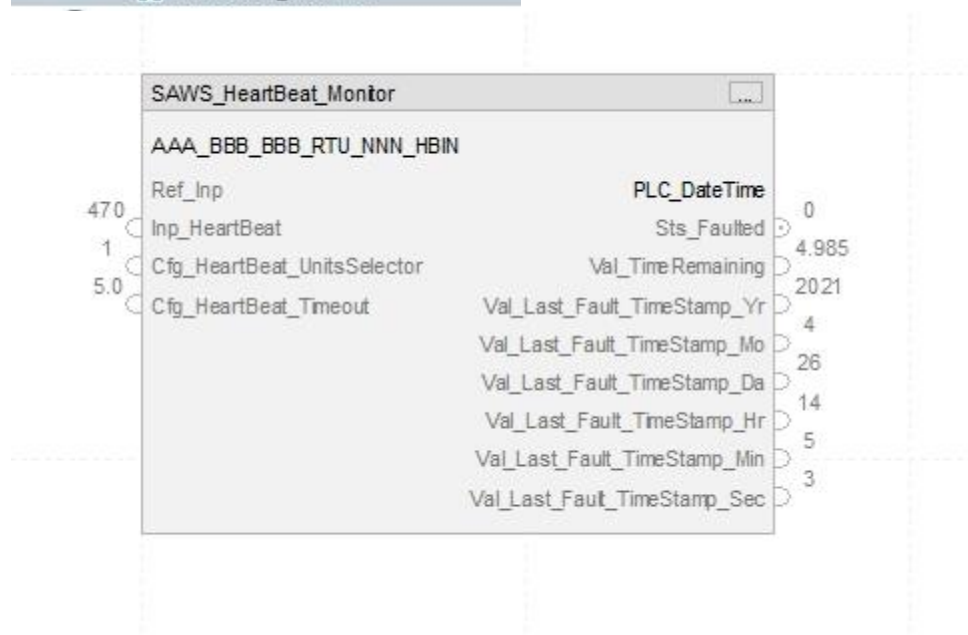 SAWS_HeartBeat_Monitor ...
AAA_BBB_BBB_RTU_NNN_HBIN
Ref_Inp PLC_DateTime
470 Inp_HeartBeat Sts_Faulted 0
1 Cfg_HeartBeat_UnitsSelector Val_TimeRemaining 4.985
5.0 Cfg_HeartBeat_Timeout Val_Last_Fault_TimeStamp_Yr 2021
Val_Last_Fault_TimeStamp_Mo 4
Val_Last_Fault_TimeStamp_Da 26
Val_Last_Fault_TimeStamp_Hr 14
Val_Last_Fault_TimeStamp_Min 5
Val_Last_Fault_TimeStamp_Sec 3